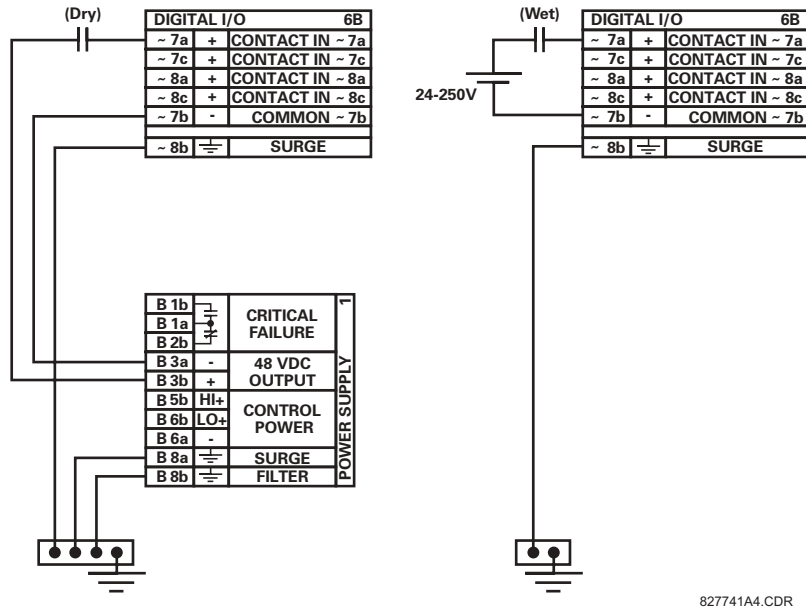 (Dry)
DIGITAL I/O 6B
~ 7a + CONTACT IN ~ 7a
~ 7c + CONTACT IN ~ 7c
~ 8a + CONTACT IN ~ 8a
~ 8c + CONTACT IN ~ 8c
~ 7b - COMMON ~ 7b
~ 8b SURGE
B 1b
B 1a
B 2b
CRITICAL
FAILURE
B 3a -
B 3b +
48 VDC
OUTPUT
B 5b HI+
B 6b LO+
B 6a -
CONTROL
POWER
B 8a SURGE
B 8b FILTER
POWER SUPPLY 1
(Wet)
24-250V
DIGITAL I/O 6B
~ 7a + CONTACT IN ~ 7a
~ 7c + CONTACT IN ~ 7c
~ 8a + CONTACT IN ~ 8a
~ 8c + CONTACT IN ~ 8c
~ 7b - COMMON ~ 7b
~ 8b SURGE
827741A4.CDR